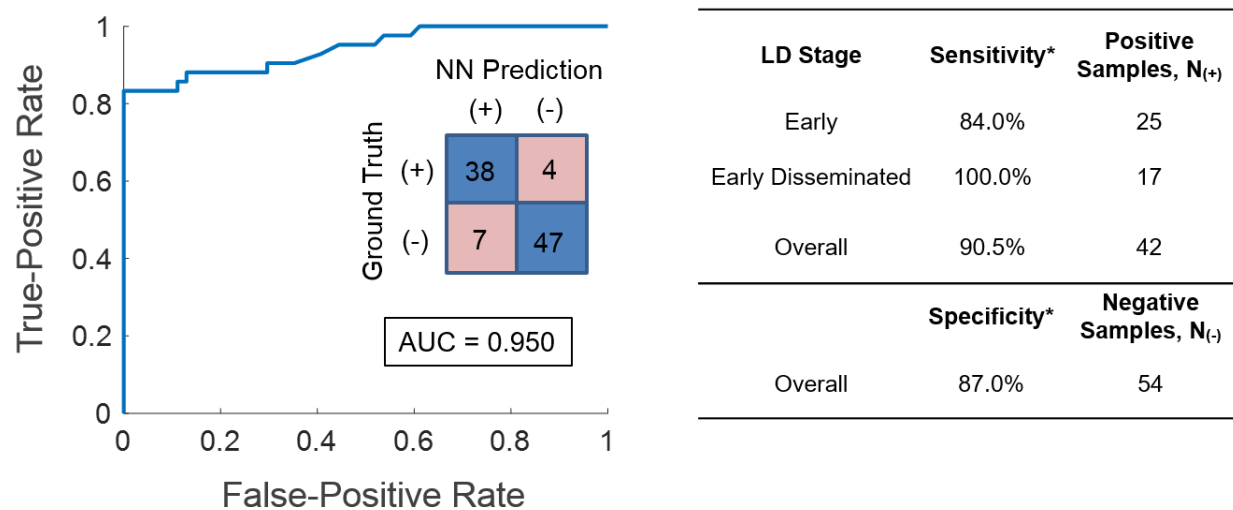 1
0.8
0.6
0.4
0.2
0
0
0.2
0.4
0.6
0.8
1
True-Positive Rate
False-Positive Rate
NN Prediction
(+) (-)
Ground Truth
(+) 38 4
(-) 7 47
AUC = 0.950
LD Stage Sensitivity* Positive
Samples, N(+)
Early 84.0% 25
Early Disseminated 100.0% 17
Overall 90.5% 42
Specificity* Negative
Samples, N(-)
Overall 87.0% 54